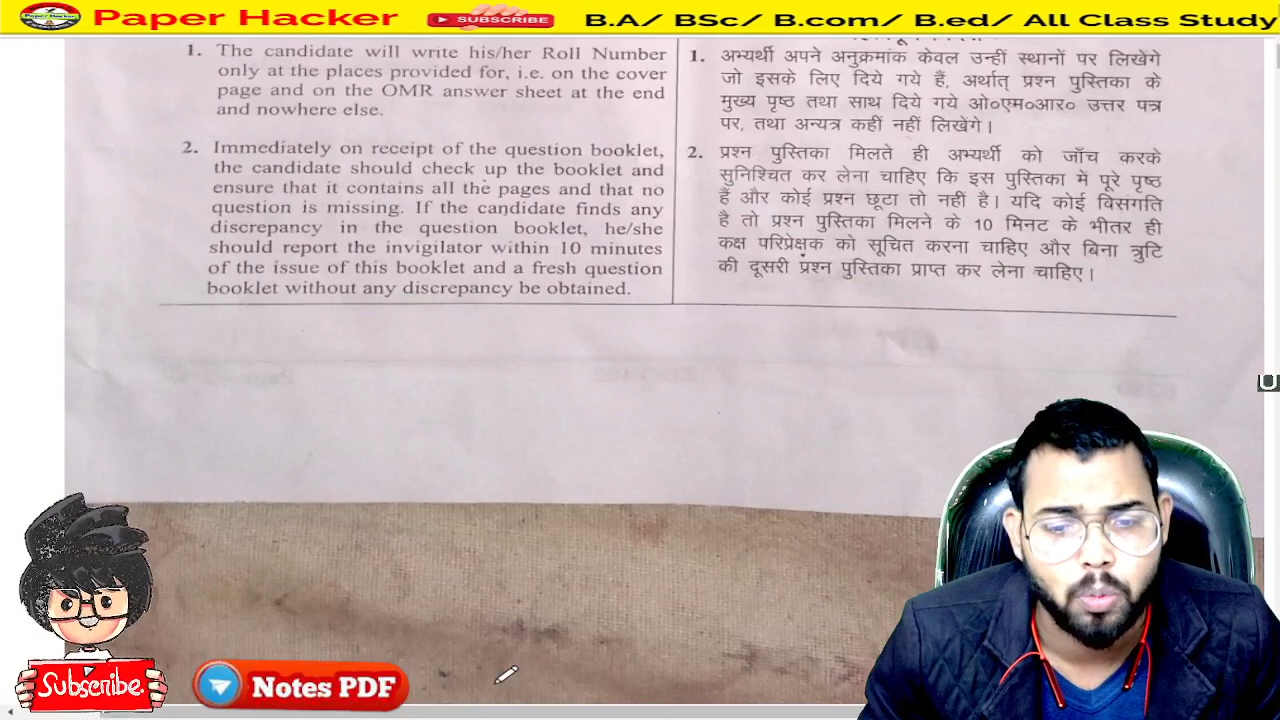 Paper Hacker
SUBSCRIBE
B.A/ BSc/ B.com/ B.ed/ All Class Study
1. The candidate will write his/her Roll Number
only at the places provided for, i.e. on the cover
page and on the OMR answer sheet at the end
and nowhere else.
2. Immediately on receipt of the question booklet,
the candidate should check up the booklet and
ensure that it contains all the pages and that no
question is missing. If the candidate finds any
discrepancy in the question booklet, he/she
should report the invigilator within 10 minutes
of the issue of this booklet and a fresh question
booklet without any discrepancy be obtained.
1. अभ्यर्थी अपने अनुक्रमांक केवल उन्हीं स्थानों पर लिखेंगे
जो इसके लिए दिये गये हैं, अर्थात् प्रश्न पुस्तिका के
मुख्य पृष्ठ तथा साथ दिये गये ओ०एम०आर० उत्तर पत्र
पर, तथा अन्यत्र कहीं नहीं लिखेंगे।
2. प्रश्न पुस्तिका मिलते ही अभ्यर्थी को जाँच करके
सुनिश्चित कर लेना चाहिए कि इस पुस्तिका में पूरे पृष्ठ
हैं और कोई प्रश्न छूटा तो नहीं है। यदि कोई विसंगति
है तो प्रश्न पुस्तिका मिलने के 10 मिनट के भीतर ही
कक्ष परिप्रेक्षक को सूचित करना चाहिए और बिना त्रुटि
की दूसरी प्रश्न पुस्तिका प्राप्त कर लेना चाहिए।
U
Subscribe.
Notes PDF